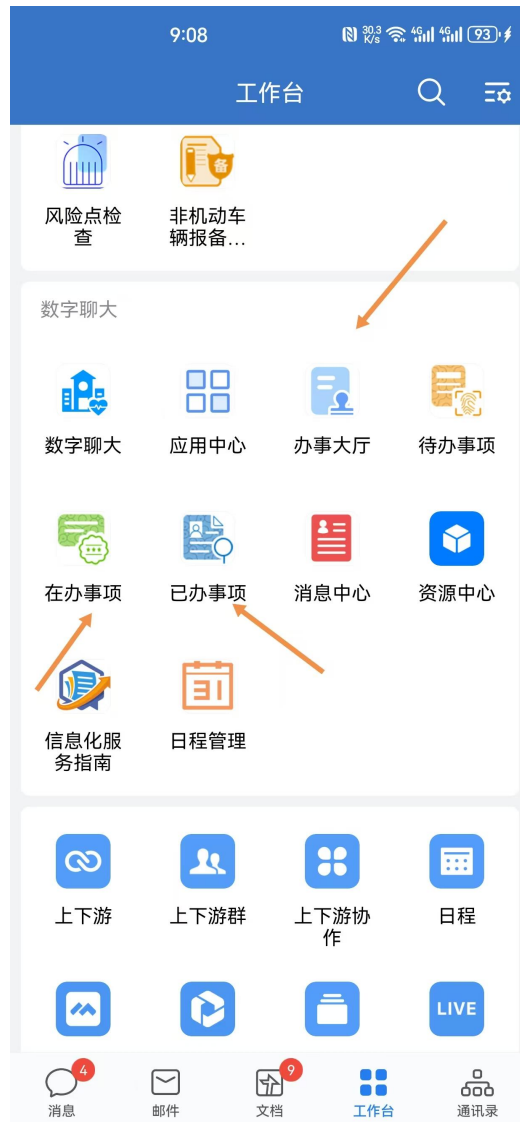 9:08
30.3 K/s 4G 4G 93
工作台
备
风险点检
查
非机动车
辆报备...
数字聊大
数字聊大 应用中心 办事大厅 待办事项
在办事项 已办事项 消息中心 资源中心
31
信息化服
务指南
日程管理
上下游 上下游群 上下游协
作
日程
LIVE
4 9
消息 邮件 文档 工作台 通讯录